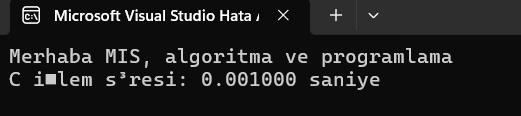 Microsoft Visual Studio Hata A
Merhaba MIS, algoritma ve programlama
C i■lem s³resi: 0.001000 saniye